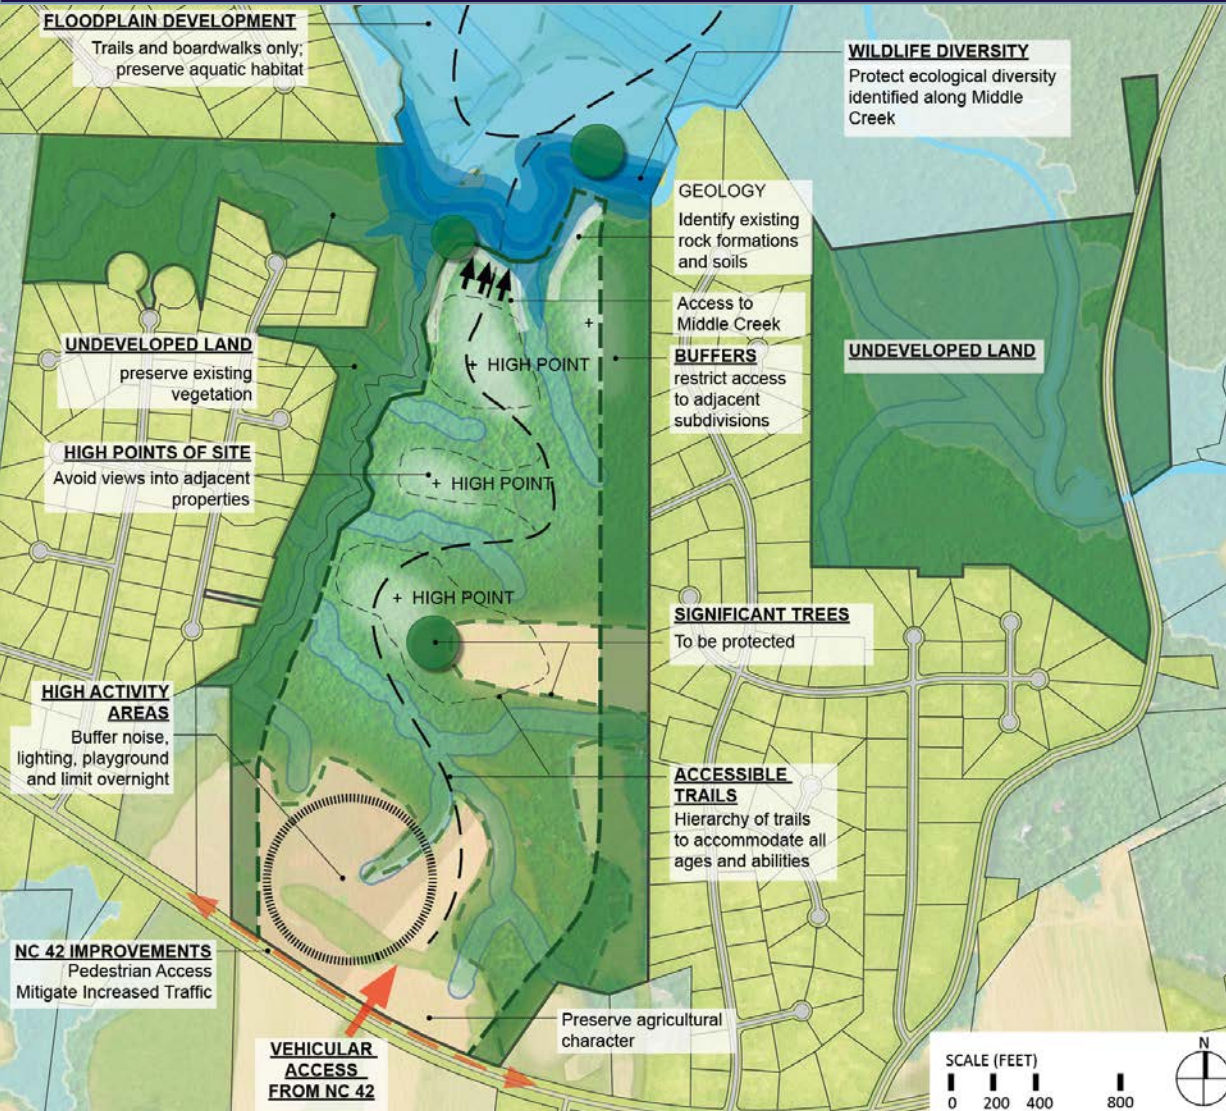 FLOODPLAIN DEVELOPMENT
Trails and boardwalks only;
preserve aquatic habitat
WILDLIFE DIVERSITY
Protect ecological diversity
identified along Middle
Creek
GEOLOGY
Identify existing
rock formations
and soils
Access to
Middle Creek
UNDEVELOPED LAND
preserve existing
vegetation
+ HIGH POINT
+
BUFFERS
restrict access
to adjacent
subdivisions
UNDEVELOPED LAND
HIGH POINTS OF SITE
Avoid views into adjacent
properties
+ HIGH POINT
+ HIGH POINT
SIGNIFICANT TREES
To be protected
HIGH ACTIVITY
AREAS
Buffer noise,
lighting, playground
and limit overnight
ACCESSIBLE
TRAILS
Hierarchy of trails
to accommodate all
ages and abilities
NC 42 IMPROVEMENTS
Pedestrian Access
Mitigate Increased Traffic
Preserve agricultural
character
VEHICULAR
ACCESS
FROM NC 42
SCALE (FEET)
0 200 400 800
N